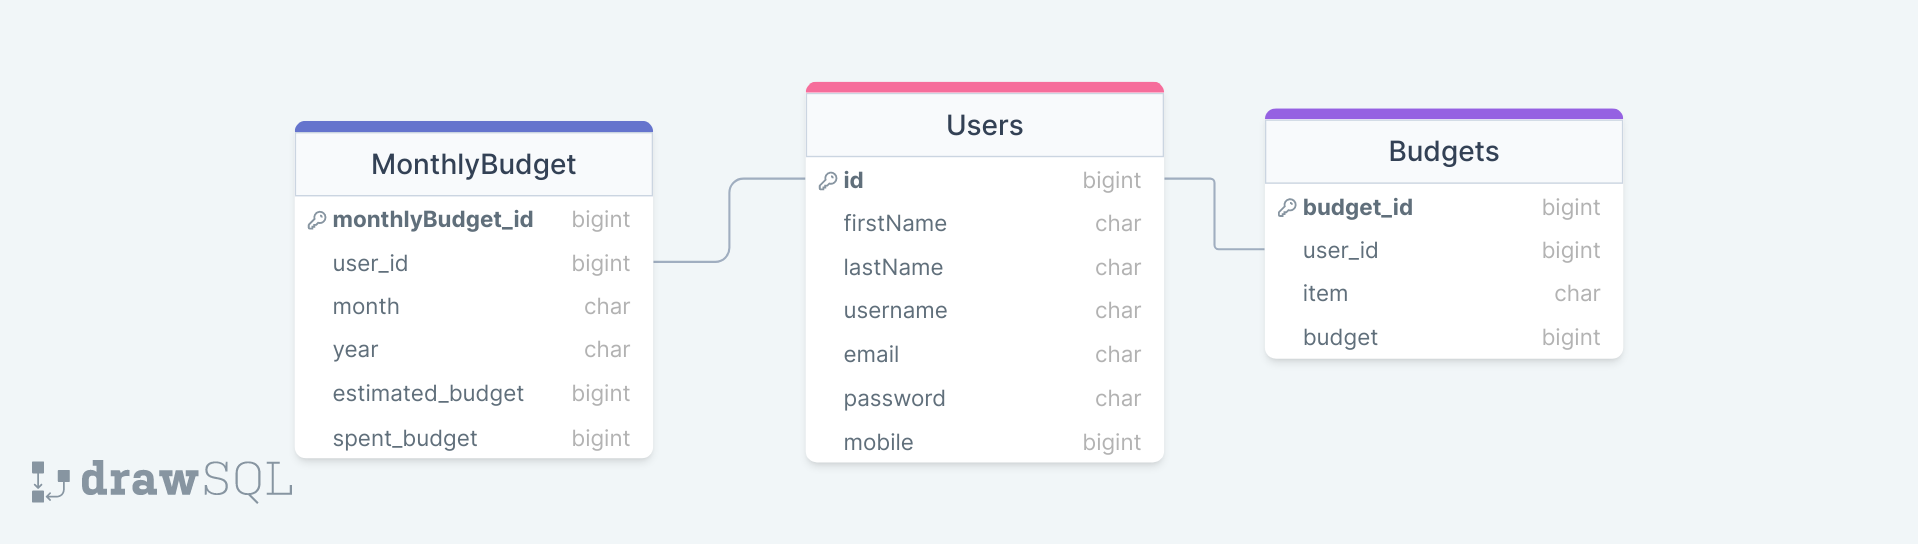 MonthlyBudget
monthlyBudget_id bigint
user_id bigint
month char
year char
estimated_budget bigint
spent_budget bigint
Users
id bigint
firstName char
lastName char
username char
email char
password char
mobile bigint
Budgets
budget_id bigint
user_id bigint
item char
budget bigint
drawSQL